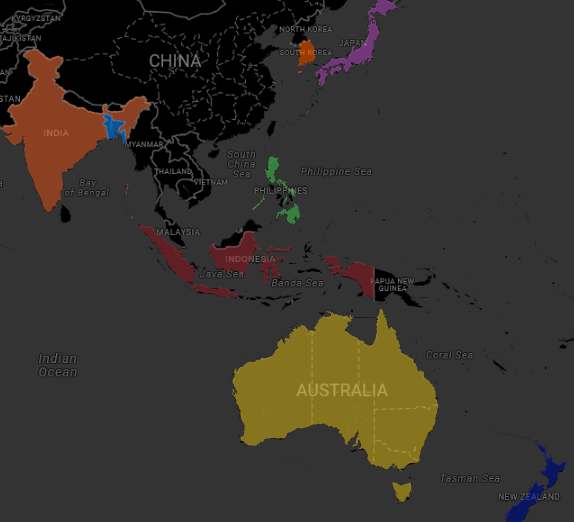 KYRGYZSTAN
TAJIKISTAN
STAN
NORTH KOREA
JAPAN
SOUTH KOREA
CHINA
INDIA
MYANMAR
South
China
Sea
Philippine Sea
THAILAND
VIETNAM
Bay
of Bengal
PHILIPPINES
MALAYSIA
INDONESIA
Java Sea
Banda Sea
PAPUA NEW
GUINEA
Indian
Ocean
Coral Sea
AUSTRALIA
Tasman Sea
NEW ZEALAND